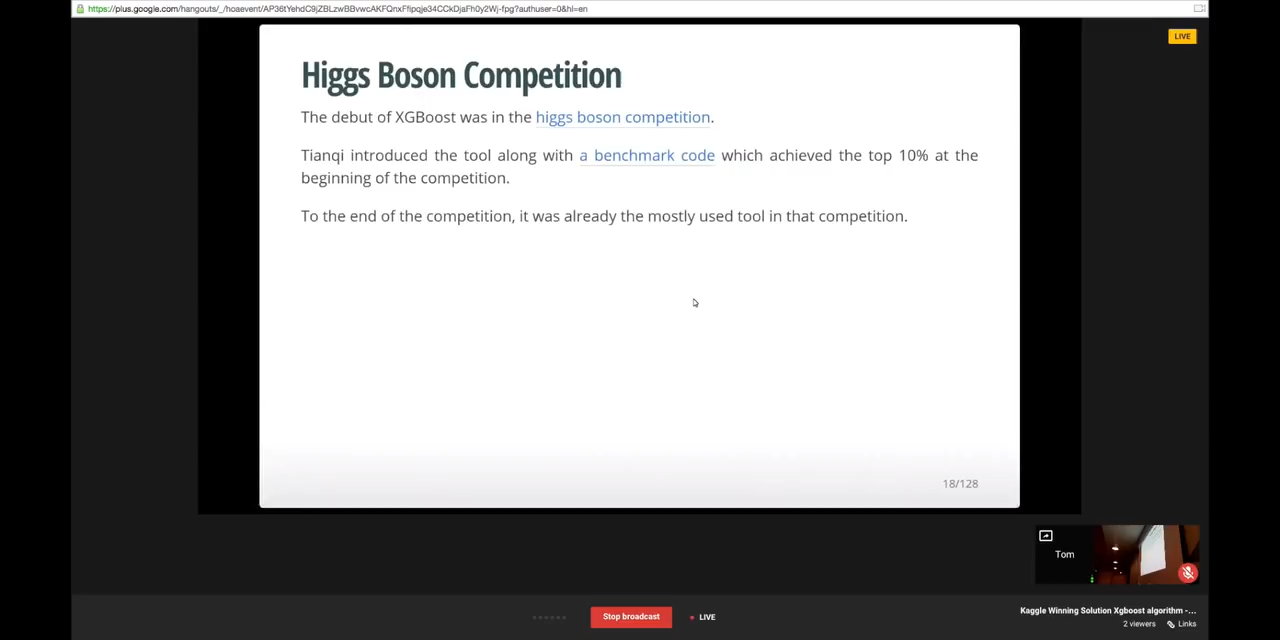 https://plus.google.com/hangouts/_/hoaevent/AP36tYehdC9jZBLzwBBvwcAKFQnxFfipqje34CCkDjaFh0y2Wj-fpg?authuser=0&hl=en
LIVE
Higgs Boson Competition
The debut of XGBoost was in the higgs boson competition.
Tianqi introduced the tool along with a benchmark code which achieved the top 10% at the
beginning of the competition.
To the end of the competition, it was already the mostly used tool in that competition.
18/128
Tom
Stop broadcast
LIVE
Kaggle Winning Solution Xgboost algorithm -...
2 viewers
Links